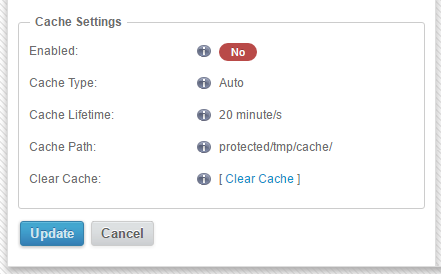 Cache Settings
Enabled: No
Cache Type: Auto
Cache Lifetime: 20 minute/s
Cache Path: protected/tmp/cache/
Clear Cache: [ Clear Cache ]
Update Cancel